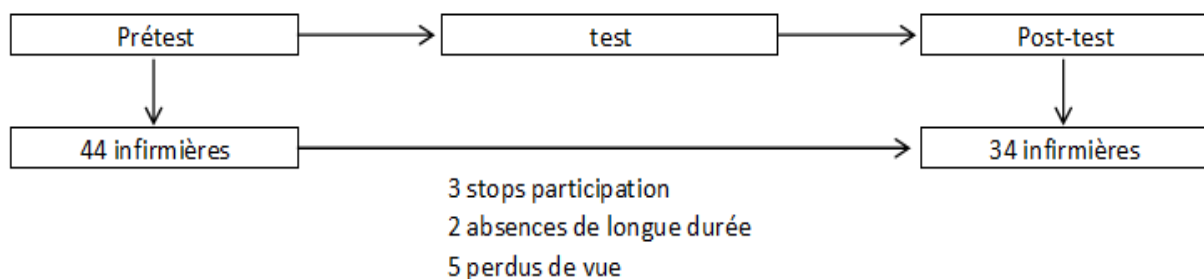 Prétest
test
Post-test
44 infirmières
34 infirmières
3 stops participation
2 absences de longue durée
5 perdus de vue